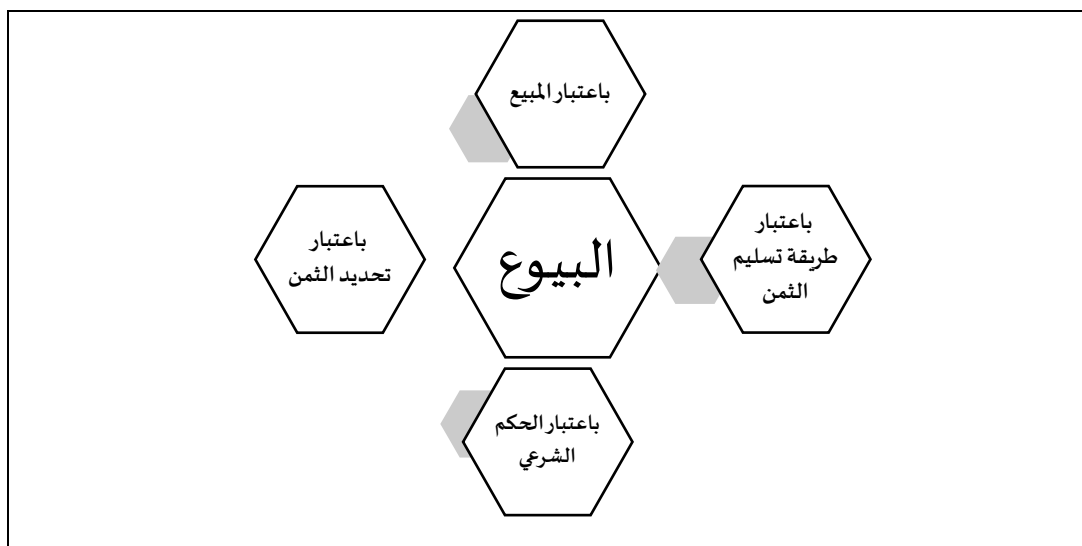 باعتبار المبيع
باعتبار
طريقة تسليم
الثمن
البيوع
باعتبار
تحديد الثمن
باعتبار الحكم
الشرعي